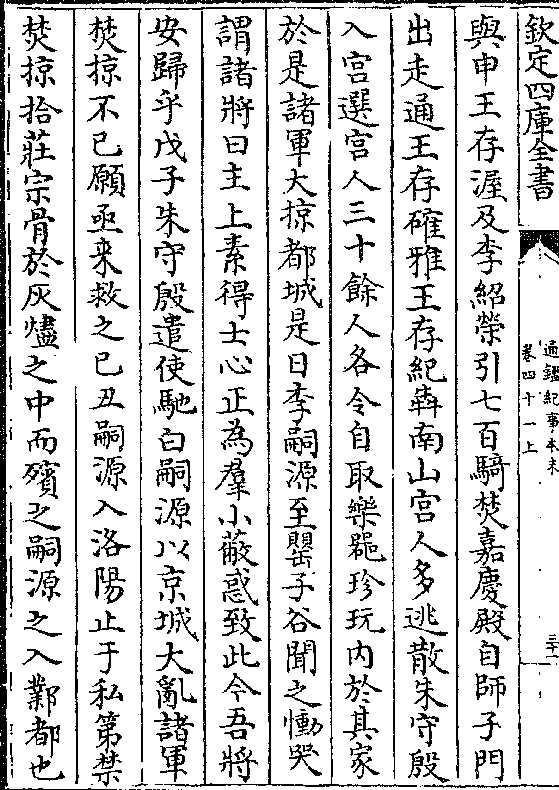 欽定四庫全書
通鑑紀事本末
卷四十一上
三十一
與申王存渥及李紹榮引七百騎焚嘉慶殿自師子門
出走通王存確雅王存紀犇南山宮人多逃散朱守殷
入宮選宮人三十餘人各令自取樂器珍玩内於其家
於是諸軍大掠都城是日李嗣源至罌子谷聞之慟哭
謂諸將曰主上素得士心正為羣小蔽惑致此今吾將
安歸乎戊子朱守殷遣使馳白嗣源以京城大亂諸軍
焚掠不已願亟來救之已丑嗣源入洛陽止于私第禁
焚掠拾莊宗骨於灰燼之中而殯之嗣源之入鄴都也